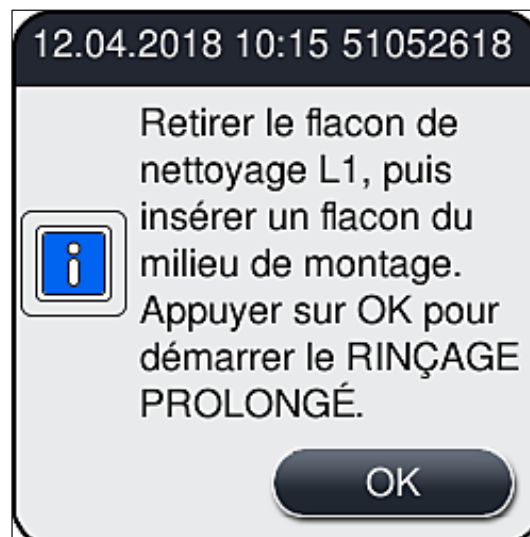 12.04.2018 10:15 51052618
Retirer le flacon de
nettoyage L1, puis
insérer un flacon du
milieu de montage.
Appuyer sur OK pour
démarrer le RINÇAGE
PROLONGÉ.
OK